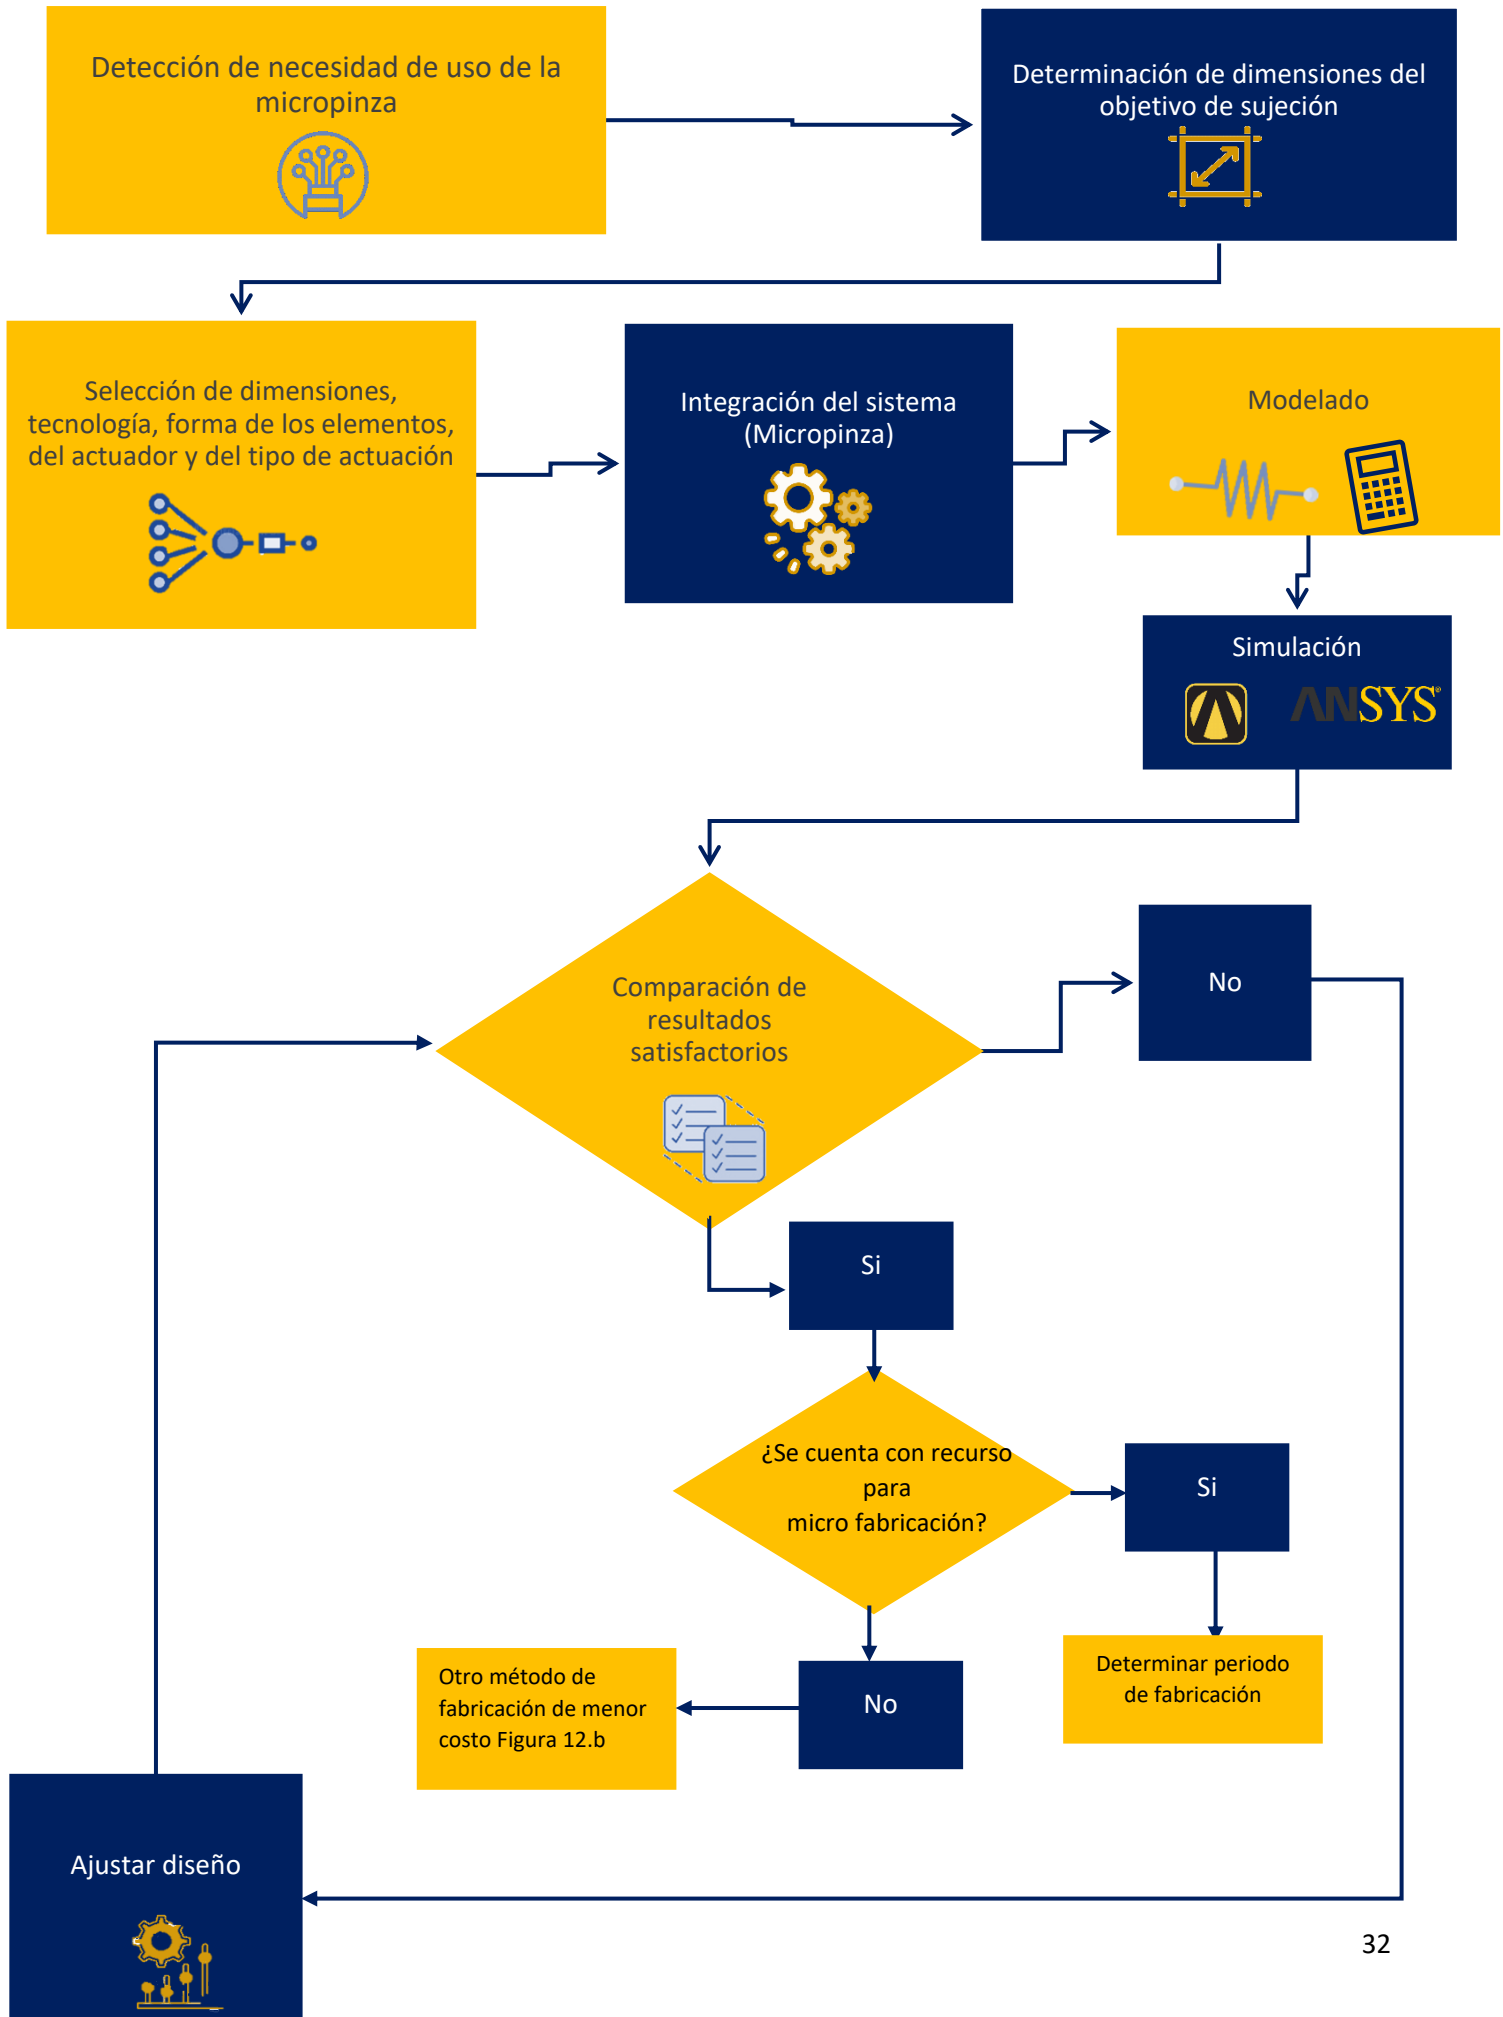 Detección de necesidad de uso de la
micropinza
Determinación de dimensiones del
objetivo de sujeción
Selección de dimensiones,
tecnología, forma de los elementos,
del actuador y del tipo de actuación
Integración del sistema
(Micropinza)
Modelado
Simulación
ANSYS®
Comparación de
resultados
satisfactorios
No
Si
¿Se cuenta con recurso
para
micro fabricación?
Si
Otro método de
fabricación de menor
costo Figura 12.b
No
Determinar periodo
de fabricación
Ajustar diseño
32